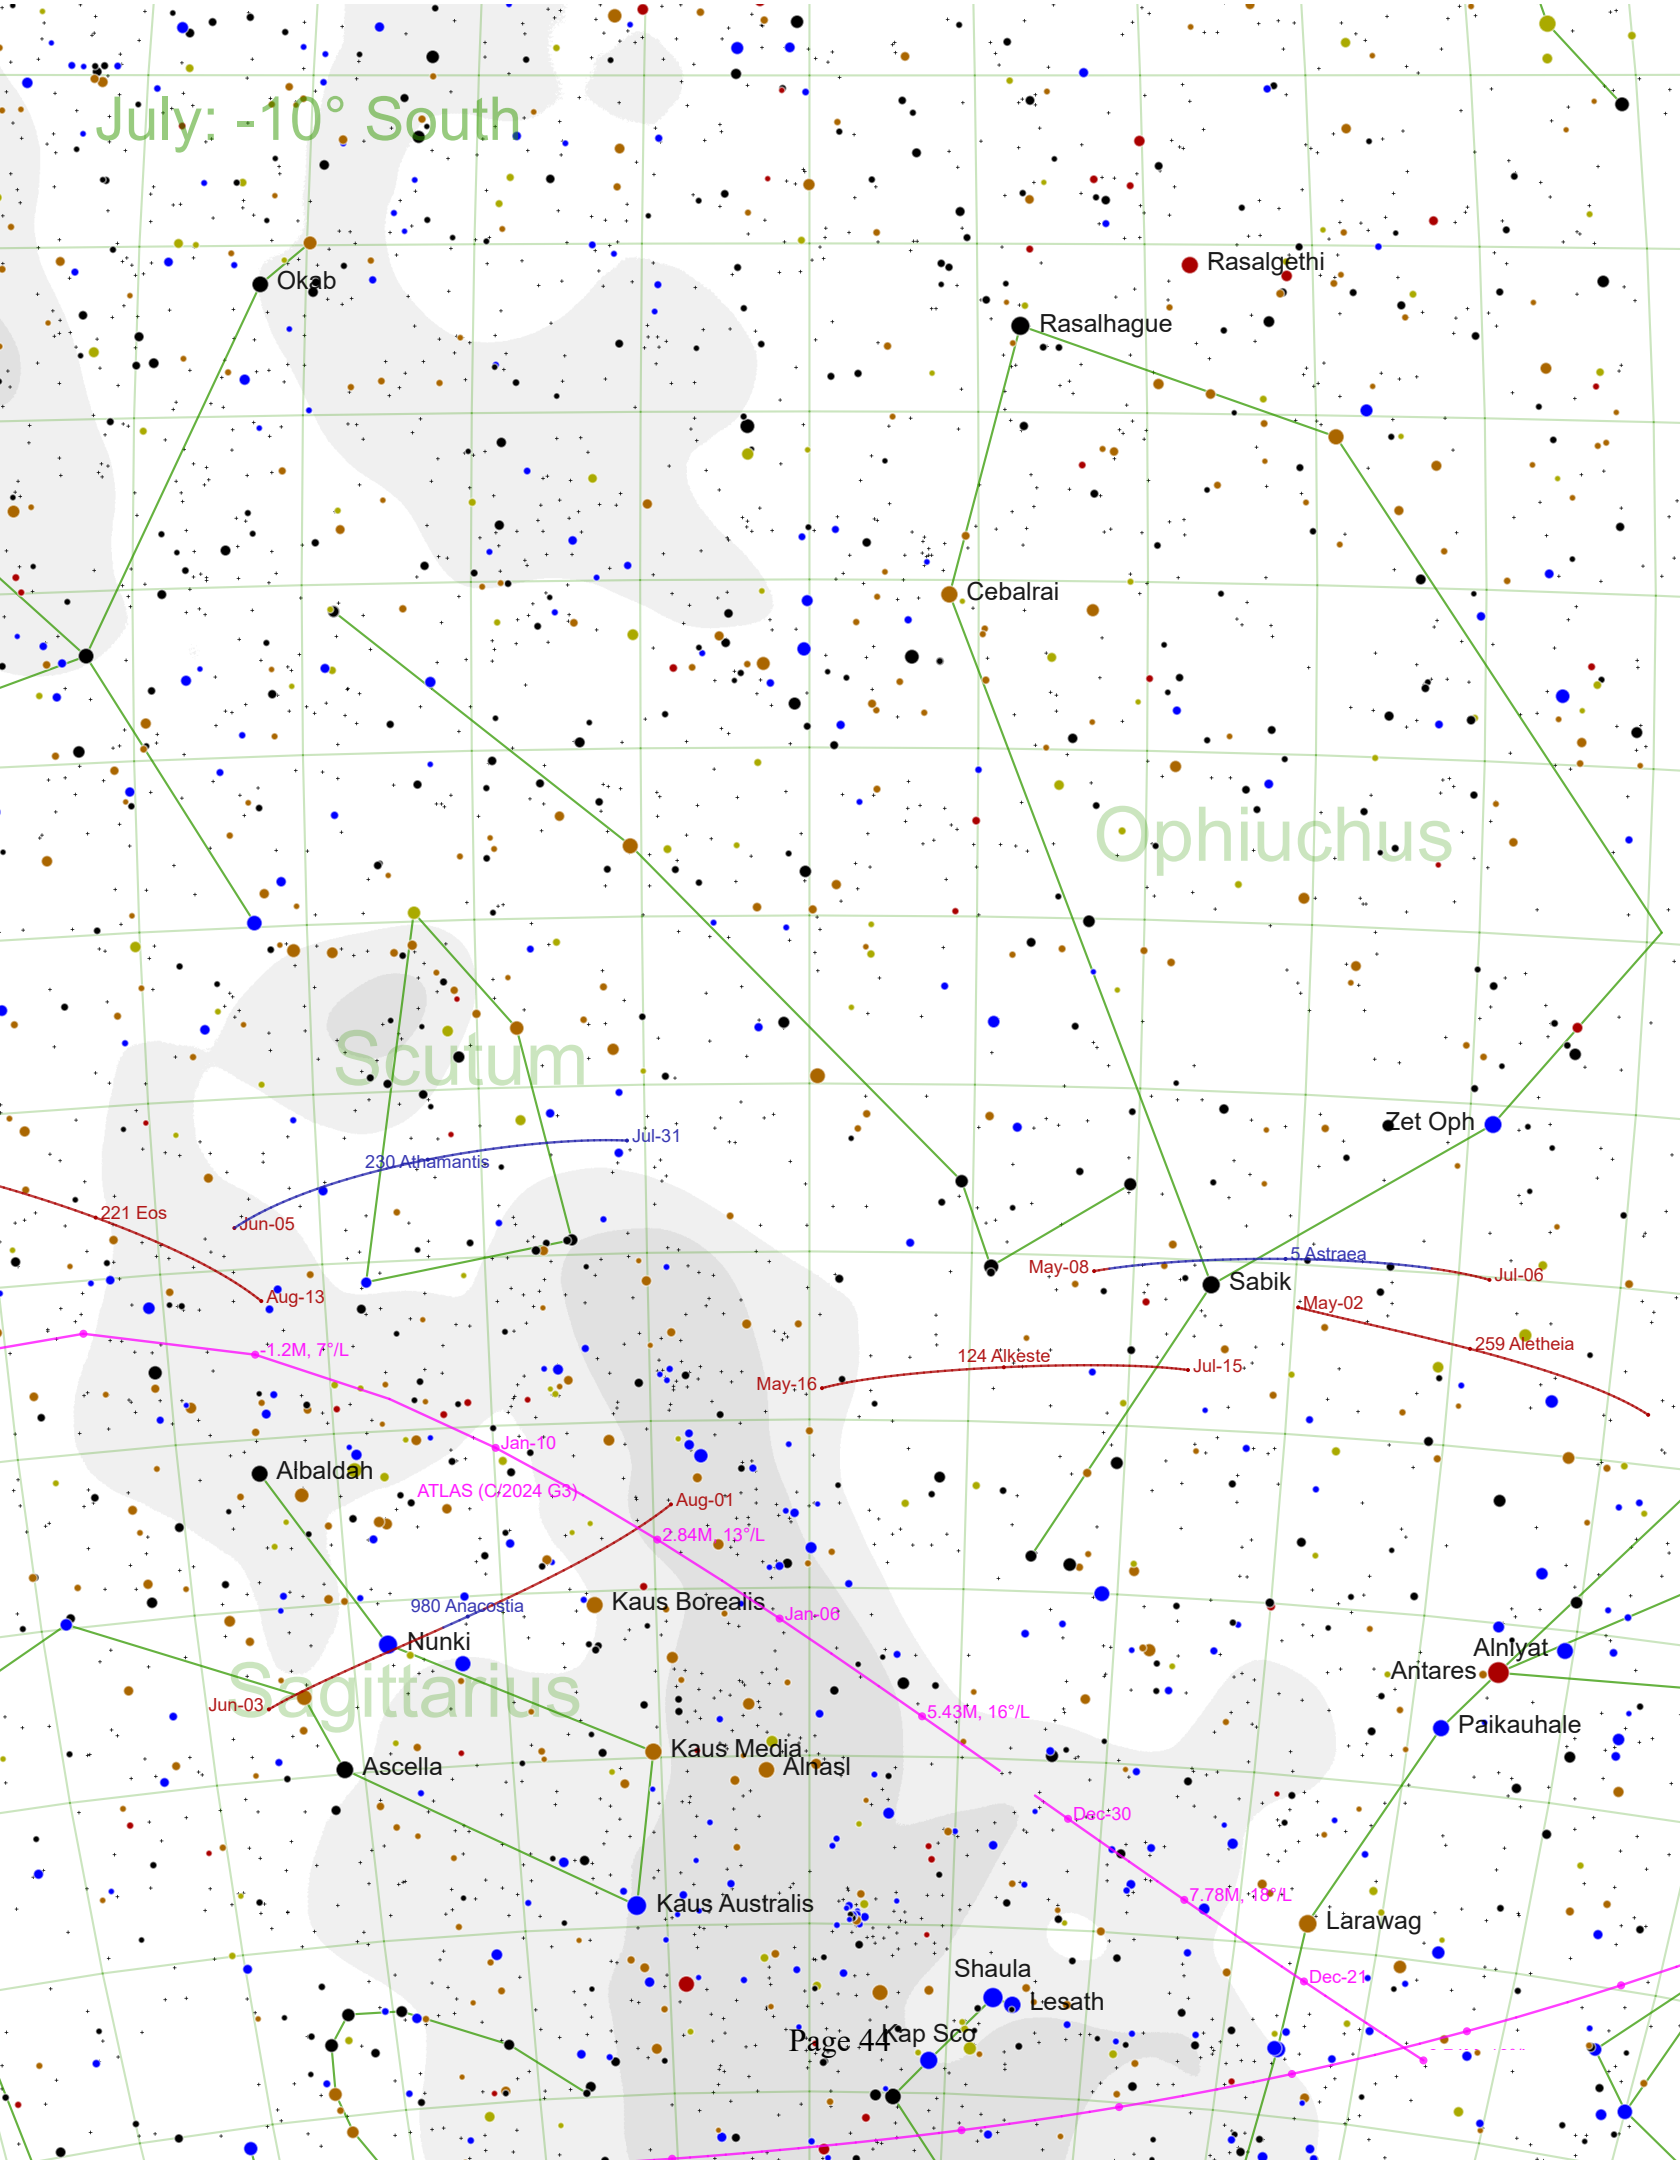 July: -10° South
Okab
Rasalgethi
Rasalhague
Cebalrai
Ophiuchus
Scutum
Zet Oph
Jul-31
230 Athamantis
221 Eos
Jun-05
5 Astraea
May-08
Jul-06
Sabik
Aug-13
May-02
259 Aletheia
-1.2M, 7°/L
124 Alkeste
Jul-15
May-16
Jan-10
Albaldah
ATLAS (C/2024 G3)
Aug-01
2.84M, 13°/L
Kaus Borealis
980 Anacostia
Jan-06
Nunki
Alniyat
Antares
Sagittarius
Jun-03
5.43M, 16°/L
Paikauhale
Kaus Media
Alnasl
Ascella
Dec-30
7.78M, 18°/L
Kaus Australis
Larawag
Shaula
Dec-21
Lesath
Kap Sco
Page 44